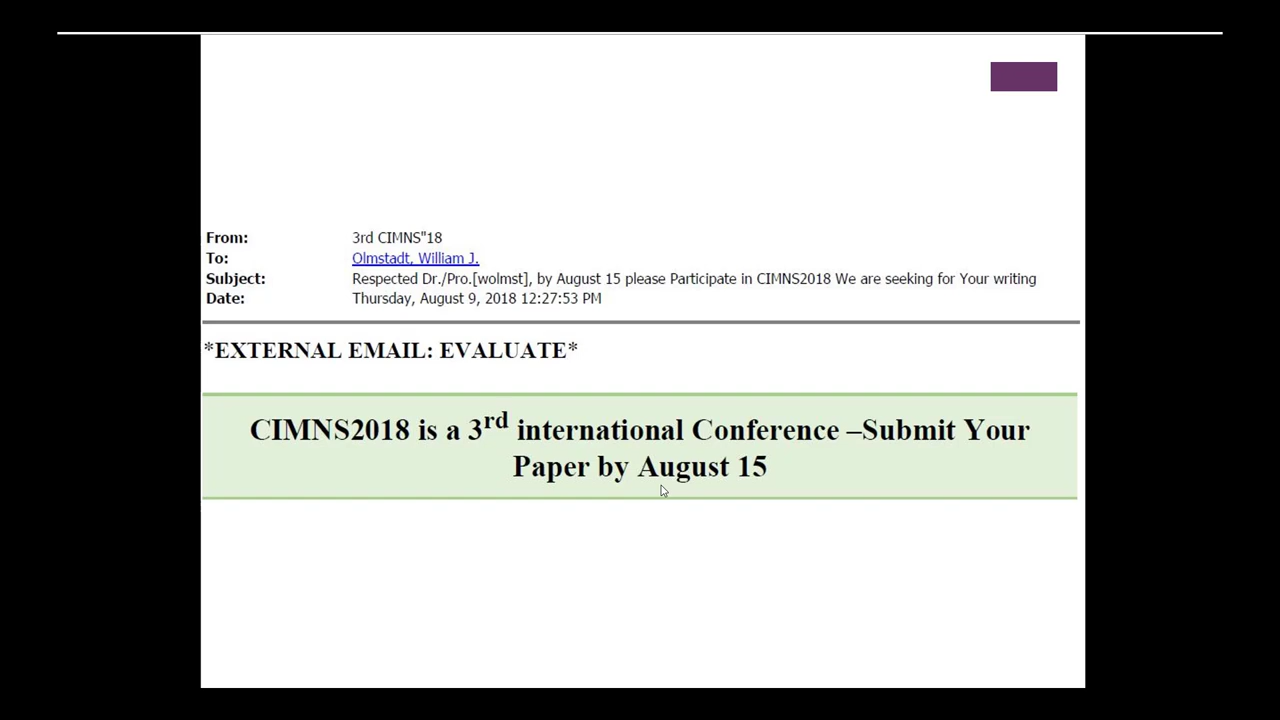 From: 3rd CIMNS"18
To: Olmstadt, William J.
Subject: Respected Dr./Pro.[wolmst], by August 15 please Participate in CIMNS2018 We are seeking for Your writing
Date: Thursday, August 9, 2018 12:27:53 PM
*EXTERNAL EMAIL: EVALUATE*
CIMNS2018 is a 3rd international Conference –Submit Your
Paper by August 15